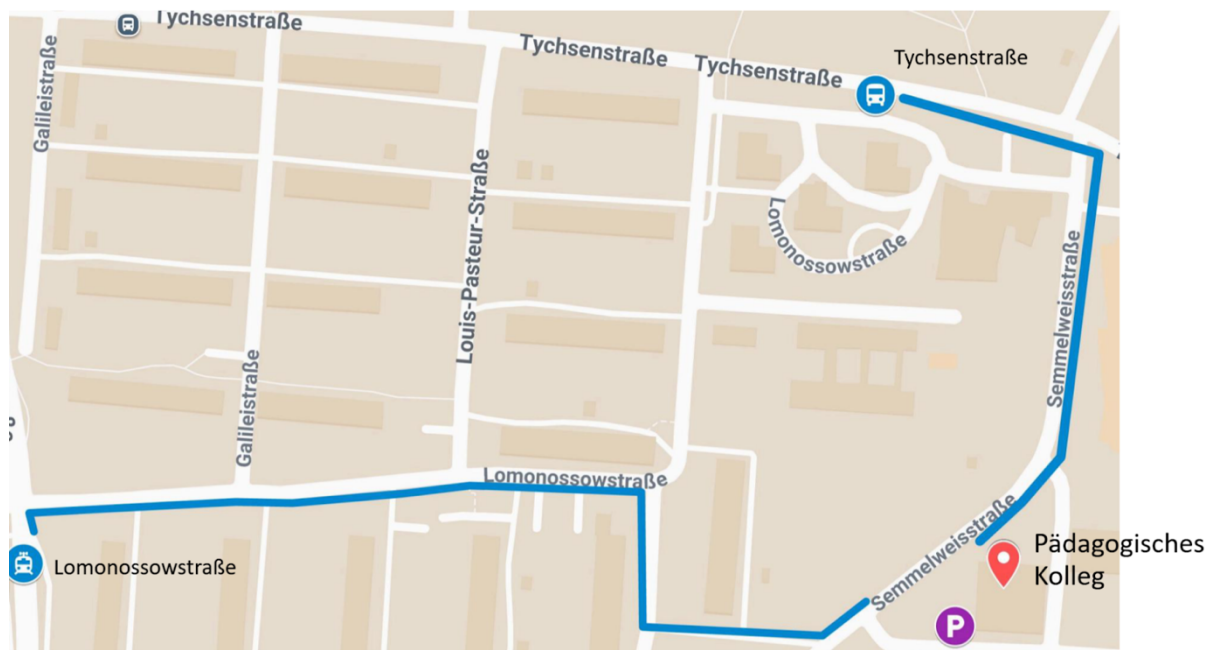 Tychsenstraße
Tychsenstraße
Tychsenstraße
Tychsenstraße
Galileistraße
Louis-Pasteur-Straße
Lomonossowstraße
Semmelweisstraße
Galileistraße
Lomonossowstraße
Semmelweisstraße
Lomonossowstraße
Pädagogisches
Kolleg
P